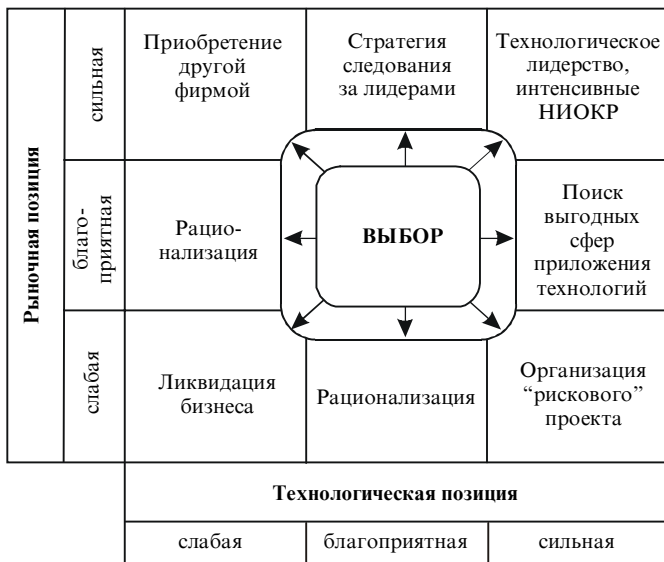 Рыночная позиция
сильная
Приобретение
другой
фирмой
Стратегия
следования
за лидерами
Технологическое
лидерство,
интенсивные
НИОКР
благо-
приятная
Рацио-
нализация
ВЫБОР
Поиск
выгодных
сфер
приложения
технологий
слабая
Ликвидация
бизнеса
Рационализация
Организация
“рискового”
проекта
Технологическая позиция
слабая
благоприятная
сильная